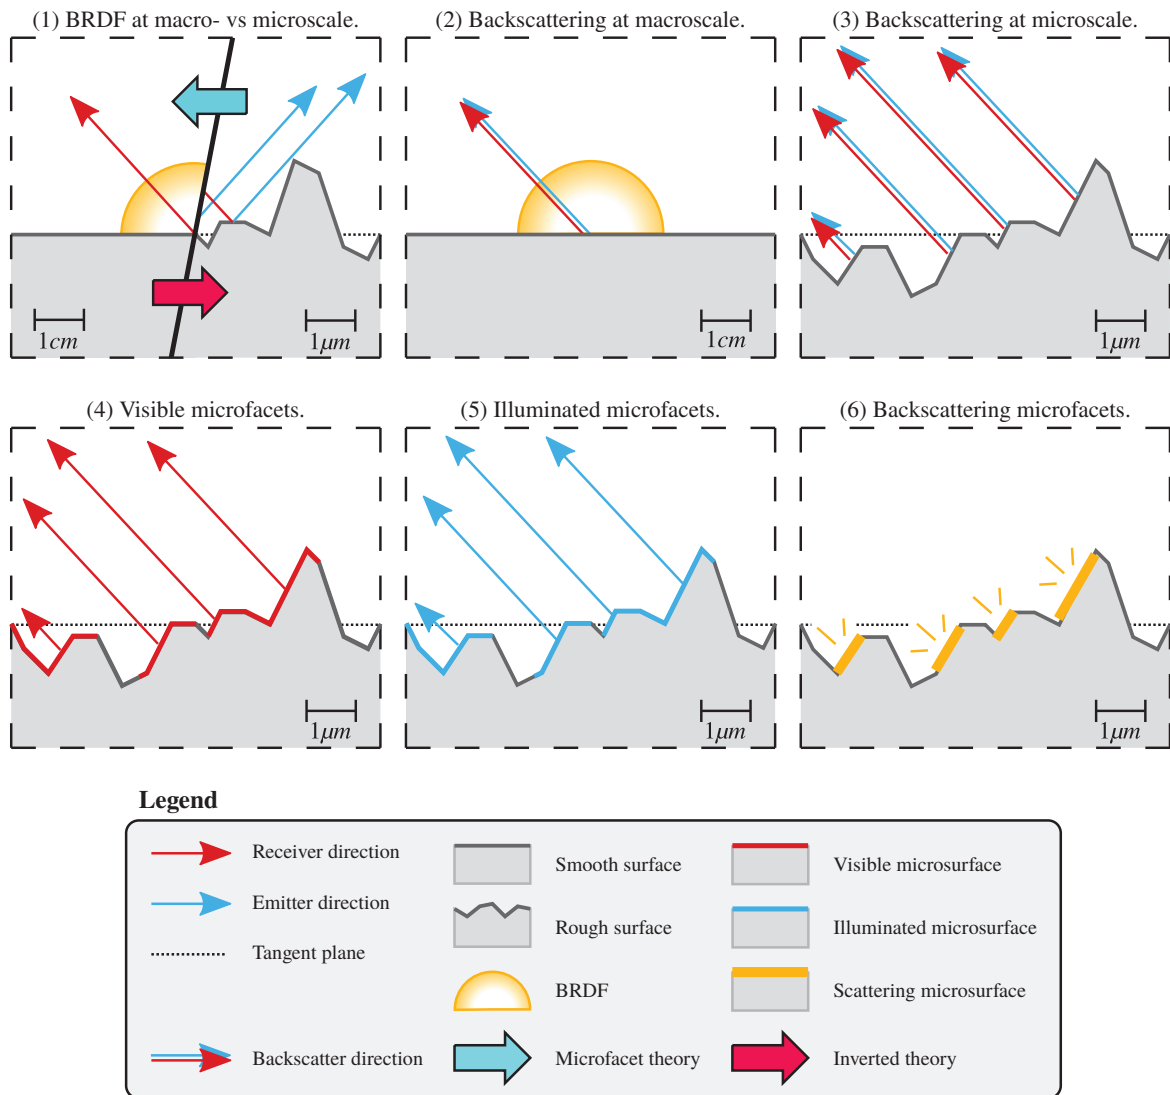 (1) BRDF at macro- vs microscale.
(2) Backscattering at macroscale.
(3) Backscattering at microscale.
1cm
1μm
1cm
1μm
(4) Visible microfacets.
(5) Illuminated microfacets.
(6) Backscattering microfacets.
1μm
1μm
1μm
Legend
Receiver direction
Emitter direction
Tangent plane
Backscatter direction
Smooth surface
Rough surface
BRDF
Microfacet theory
Visible microsurface
Illuminated microsurface
Scattering microsurface
Inverted theory